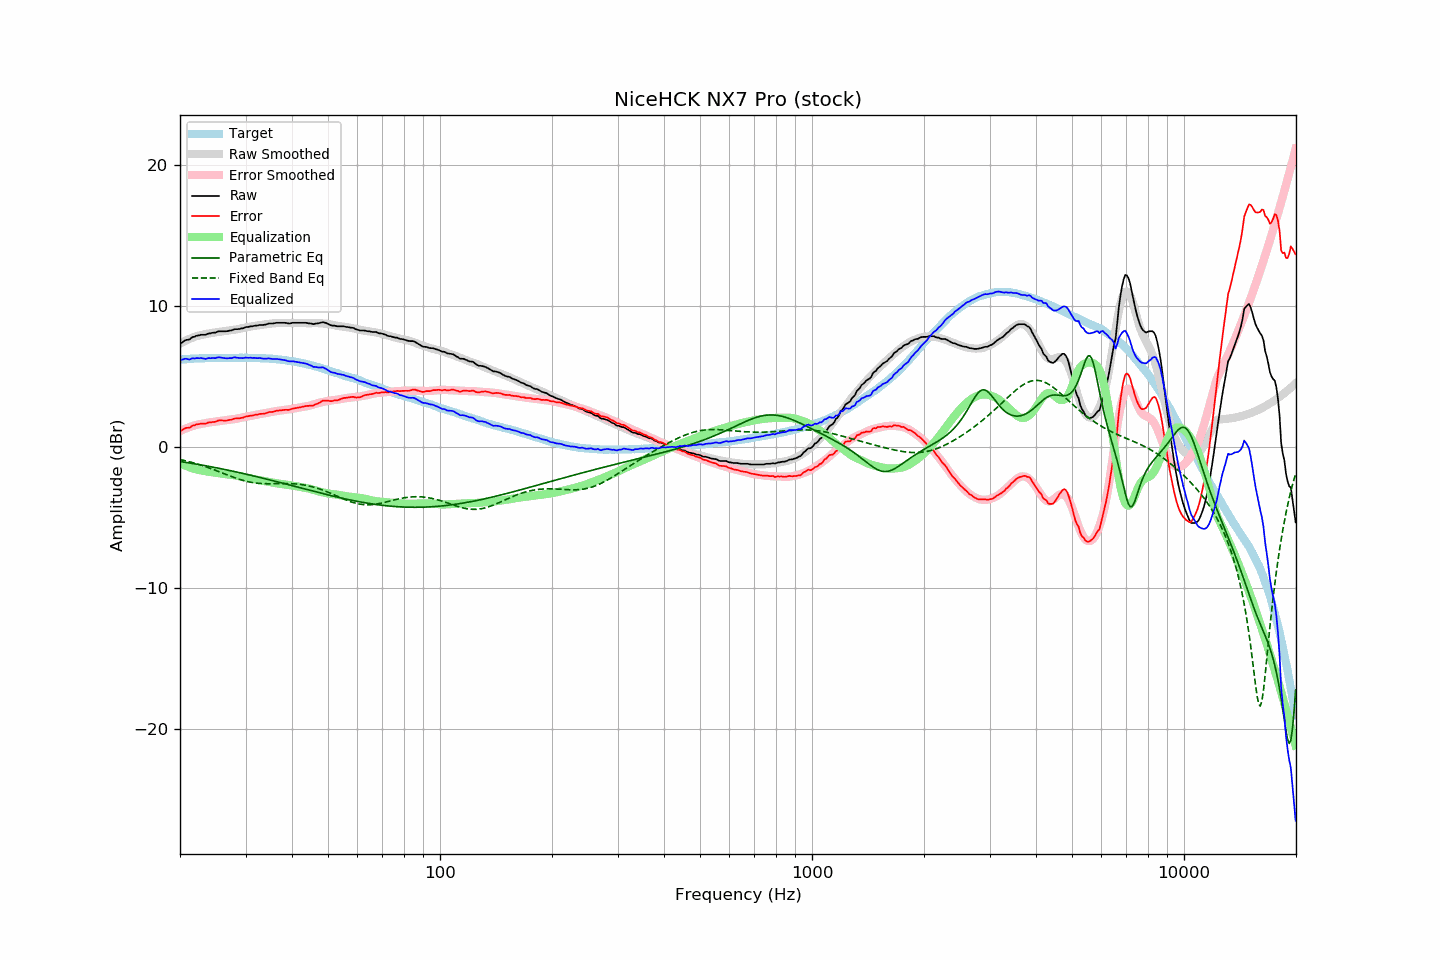 NiceHCK NX7 Pro (stock)
Target
Raw Smoothed
Error Smoothed
Raw
Error
Equalization
Parametric Eq
Fixed Band Eq
Equalized
20
10
0
−10
−20
Amplitude (dBr)
100
1000
10000
Frequency (Hz)